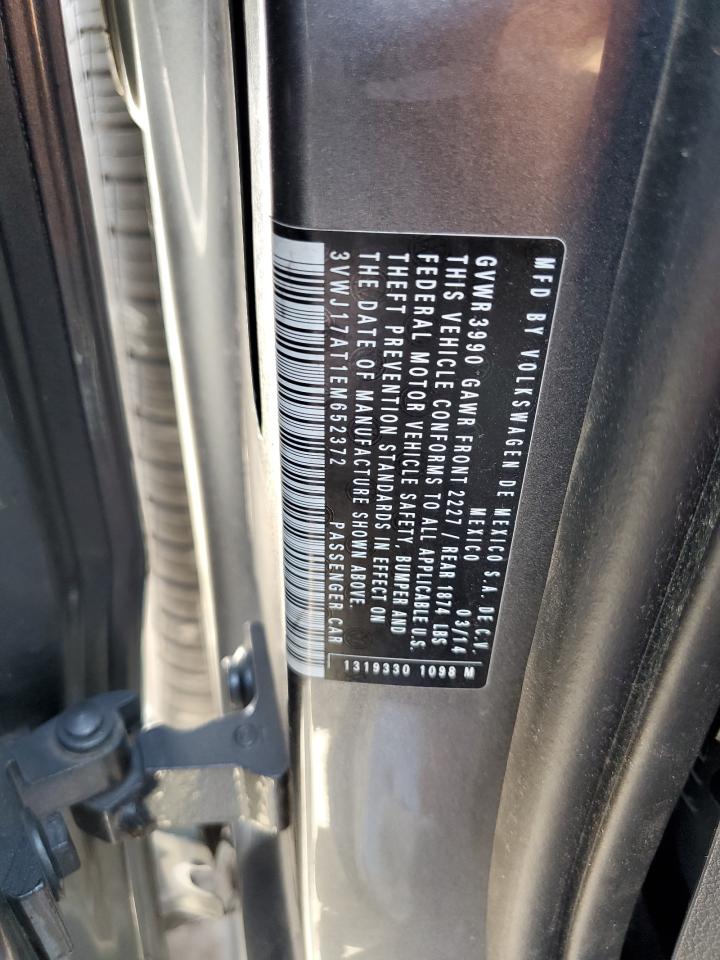 MFD BY VOLKSWAGEN DE MEXICO S.A. DE C.V.
MEXICO 03/14
GVWR 3990 GAWR FRONT 2227 / REAR 1874 LBS
THIS VEHICLE CONFORMS TO ALL APPLICABLE U.S.
FEDERAL MOTOR VEHICLE SAFETY, BUMPER AND
THEFT PREVENTION STANDARDS IN EFFECT ON
THE DATE OF MANUFACTURE SHOWN ABOVE.
3VWJ17AT1EM652372 PASSENGER CAR
1319330 1098 M